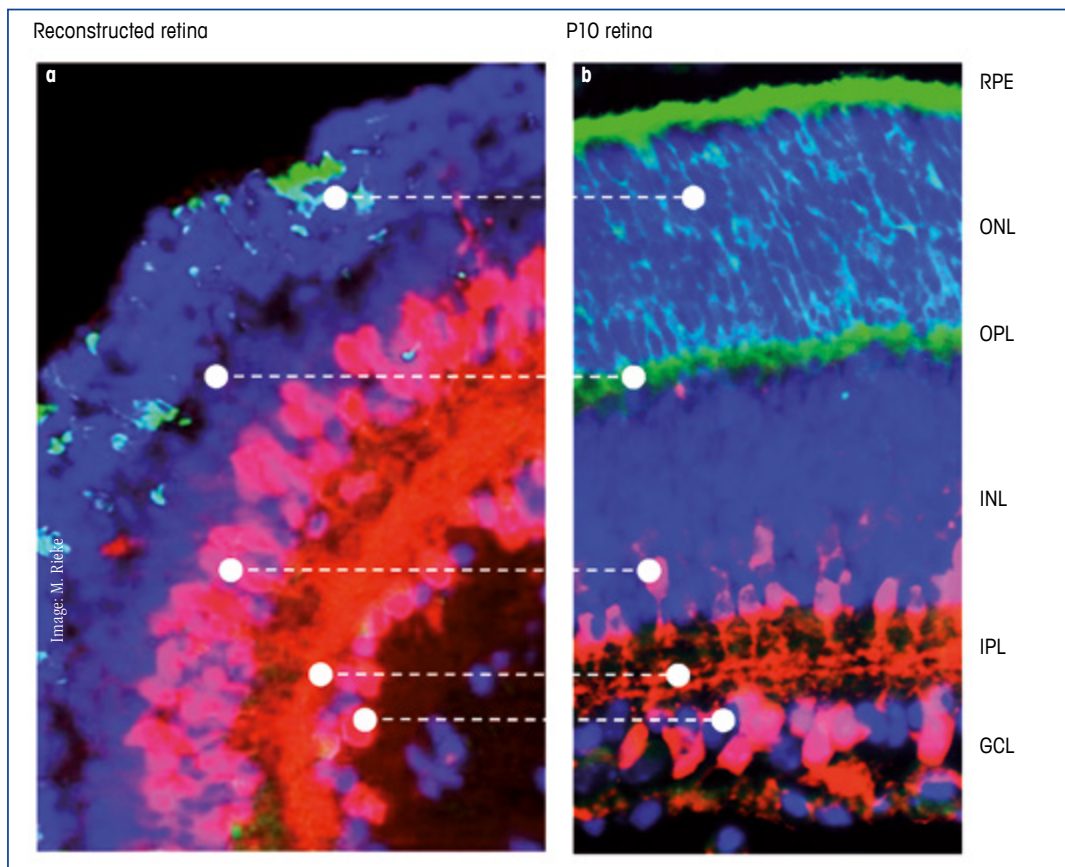 Reconstructed retina
P10 retina
a
b
RPE
ONL
OPL
INL
IPL
GCL
Image: M. Rieke